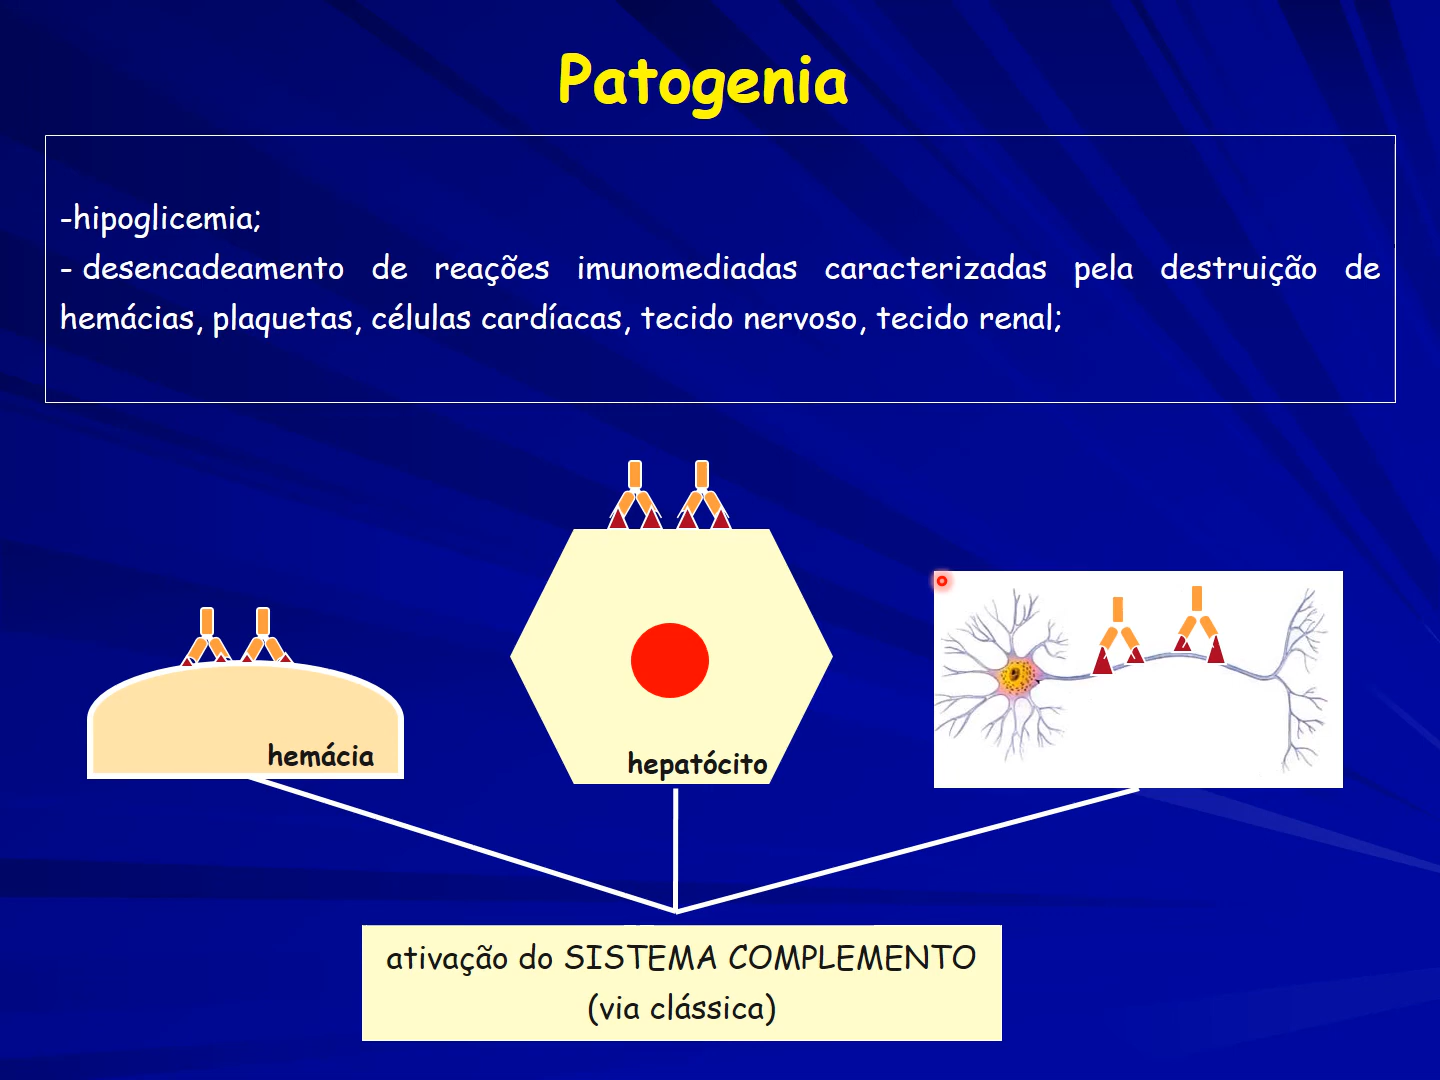 Patogenia
-hipoglicemia;
- desencadeamento de reações imunomediadas caracterizadas pela destruição de
hemácias, plaquetas, células cardíacas, tecido nervoso, tecido renal;
hemácia
hepatócito
ativação do SISTEMA COMPLEMENTO
(via clássica)